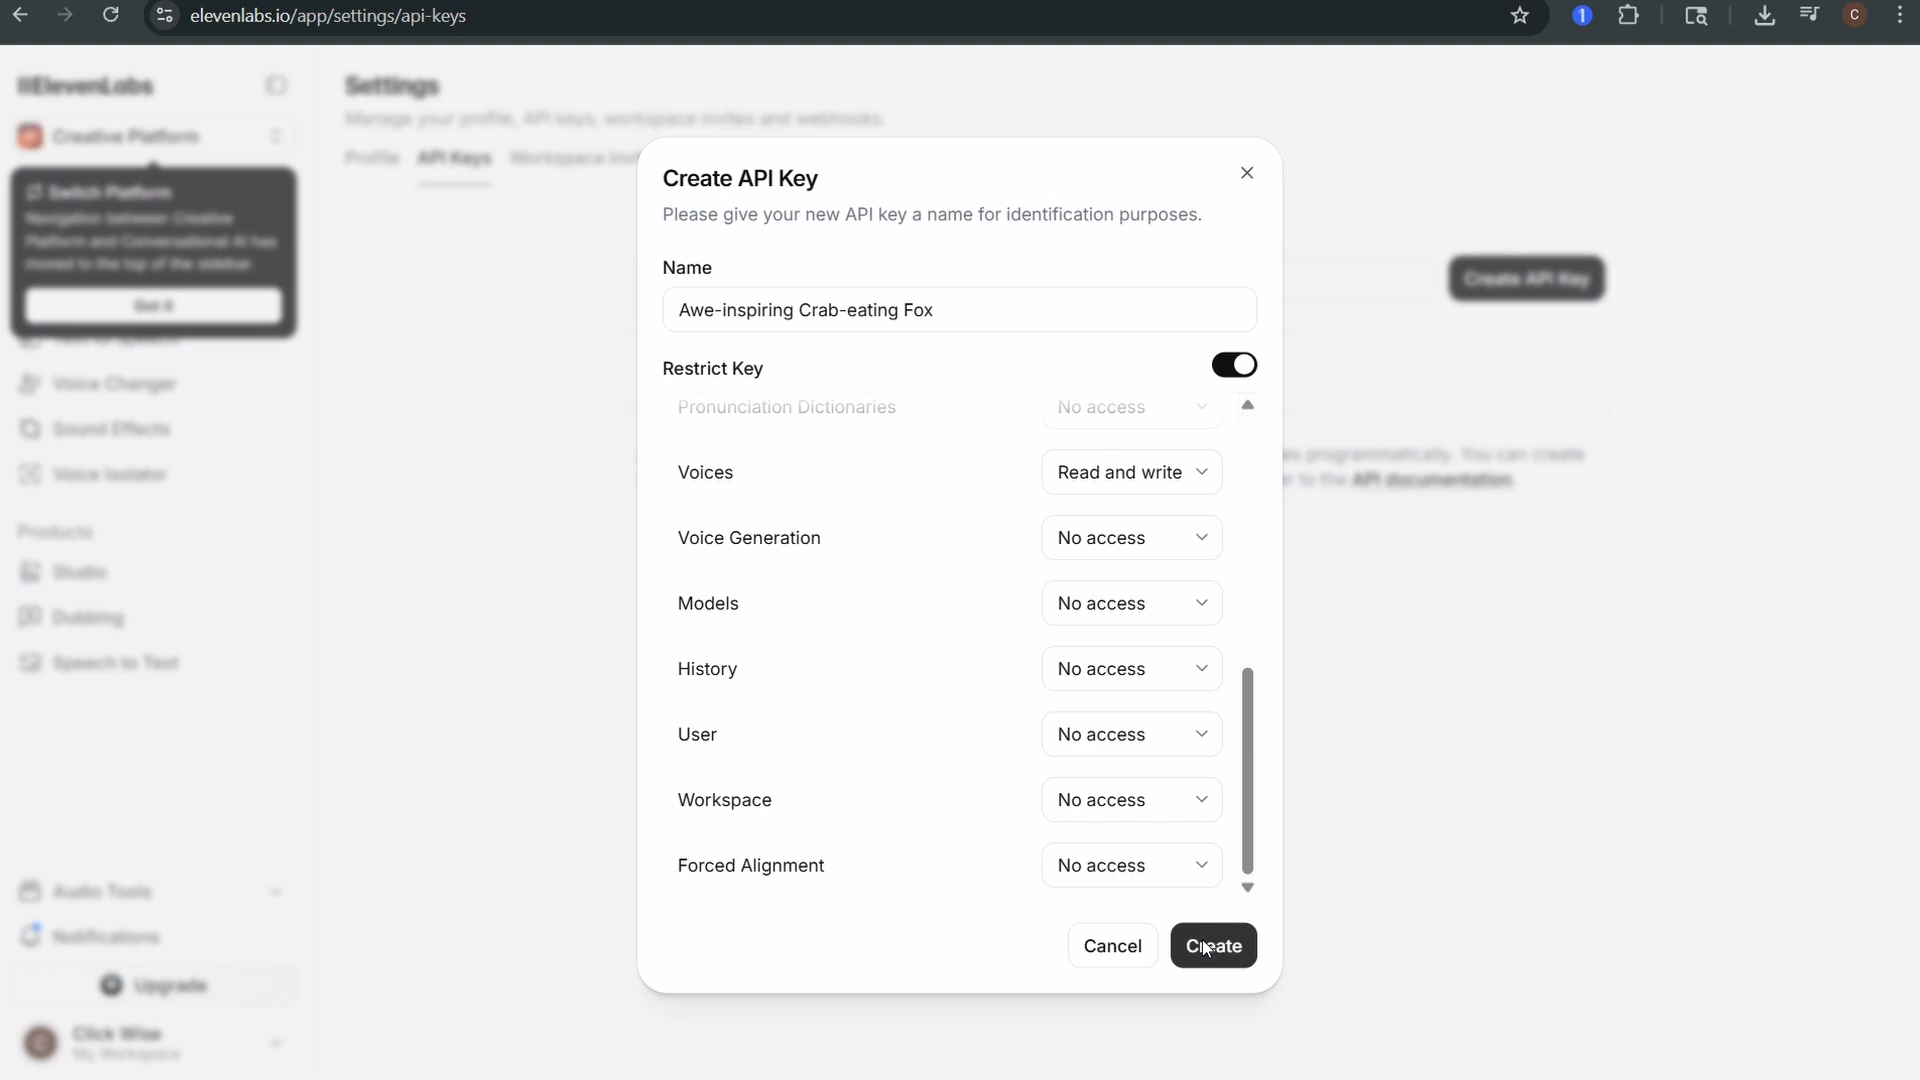 elevenlabs.io/app/settings/api-keys
IIElevenLabs
Creative Platform
Switch Platform
Navigation between Creative
Platform and Conversational AI has
moved to the top of the sidebar.
Got it
Voice Changer
Sound Effects
Voice Isolator
Products
Studio
Dubbing
Speech to Text
Audio Tools
Notifications
Upgrade
Click Wise
My Workspace
Settings
Manage your profile, API keys, workspace invites and webhooks.
Profile API Keys Workspace
Create API Key
es programmatically. You can create
r to the API documentation
Create API Key
Please give your new API key a name for identification purposes.
Name
Awe-inspiring Crab-eating Fox
Restrict Key
Pronunciation Dictionaries No access
Voices Read and write
Voice Generation No access
Models No access
History No access
User No access
Workspace No access
Forced Alignment No access
Cancel Create
1
C